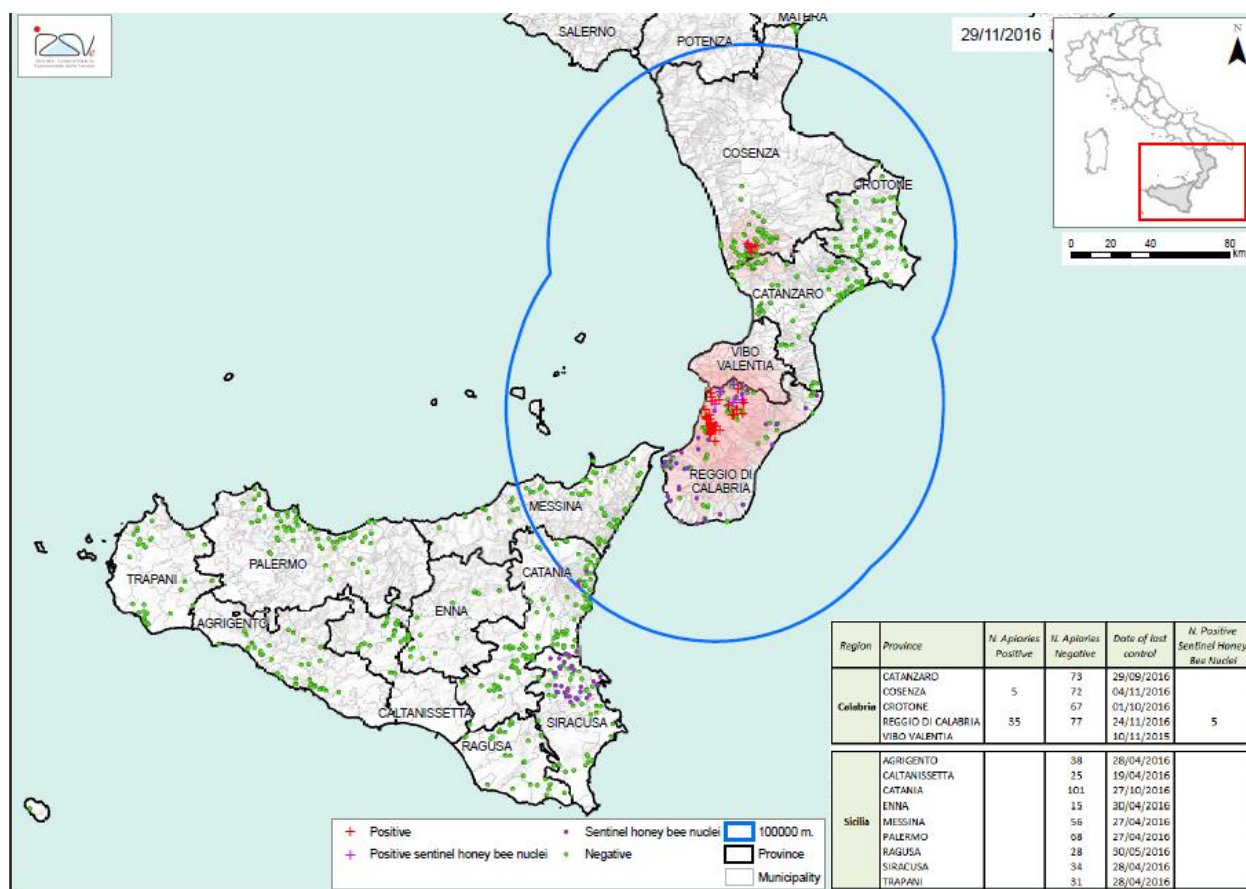 MATERA
SALERNO
POTENZA
29/11/2016
N
COSENZA
CROTONE
0 20 40 80
km
CATANZARO
VIBO
VALENTIA
REGGIO DI
CALABRIA
MESSINA
PALERMO
TRAPANI
CATANIA
ENNA
AGRIGENTO
CALTANISSETTA
SIRACUSA
RAGUSA
Region Province N. Apiaries Positive N. Apiaries Negative Date of last control N. Positive Sentinel Honey Bee Nuclei
Calabria
CATANZARO 73 29/09/2016
COSENZA 5 72 04/11/2016
CROTONE 67 01/10/2016
REGGIO DI CALABRIA 35 77 24/11/2016 5
VIBO VALENTIA 10/11/2015
Sicilia
AGRIGENTO 38 28/04/2016
CALTANISSETTA 25 19/04/2016
CATANIA 101 27/10/2016
ENNA 15 30/04/2016
MESSINA 56 27/04/2016
PALERMO 68 27/04/2016
RAGUSA 28 30/05/2016
SIRACUSA 34 28/04/2016
TRAPANI 31 28/04/2016
Positive Sentinel honey bee nuclei 100000 m.
Positive sentinel honey bee nuclei Negative Province
Municipality